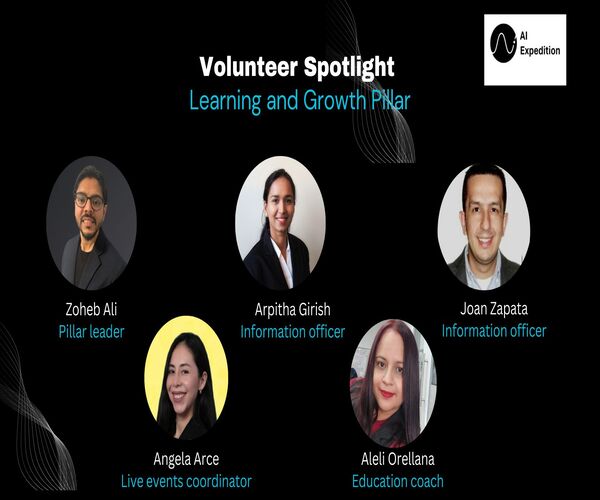 AI
Expedition
Volunteer Spotlight
Learning and Growth Pillar
Zoheb Ali
Pillar leader
Arpitha Girish
Information officer
Joan Zapata
Information officer
Angela Arce
Live events coordinator
Aleli Orellana
Education coach